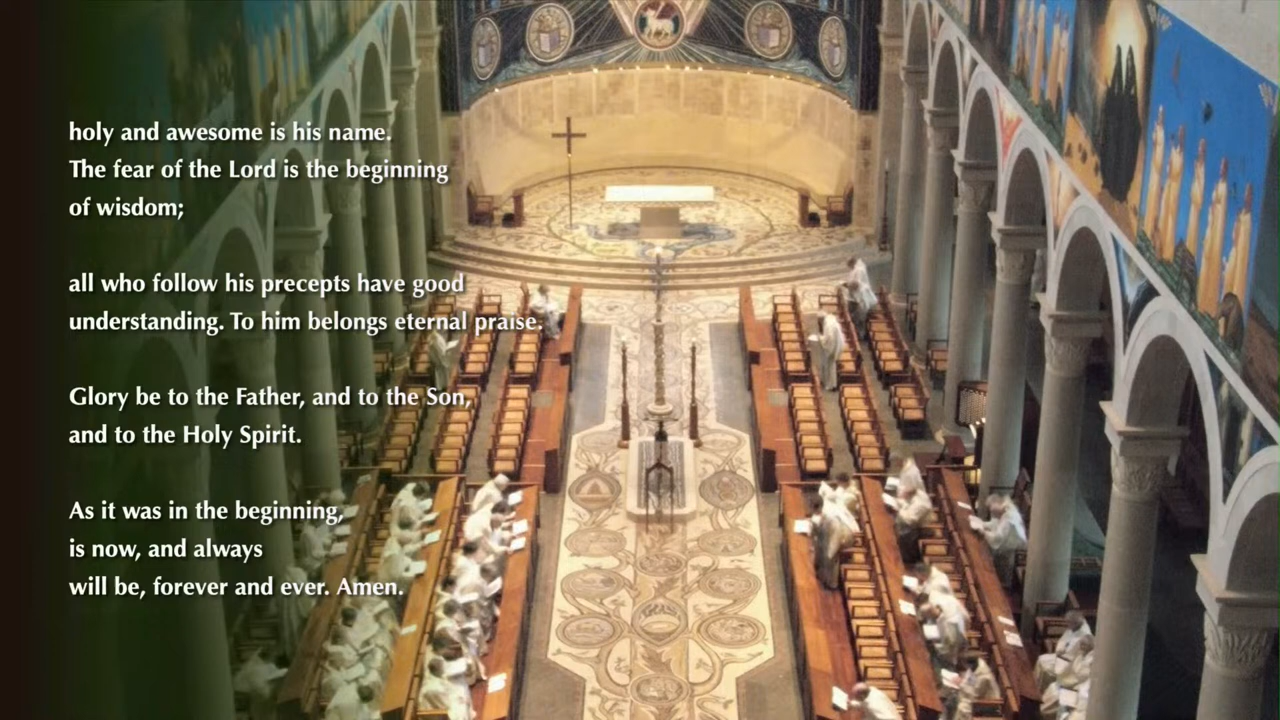 holy and awesome is his name.
The fear of the Lord is the beginning
of wisdom;
all who follow his precepts have good
understanding. To him belongs eternal praise.
Glory be to the Father, and to the Son,
and to the Holy Spirit.
As it was in the beginning,
is now, and always
will be, forever and ever. Amen.